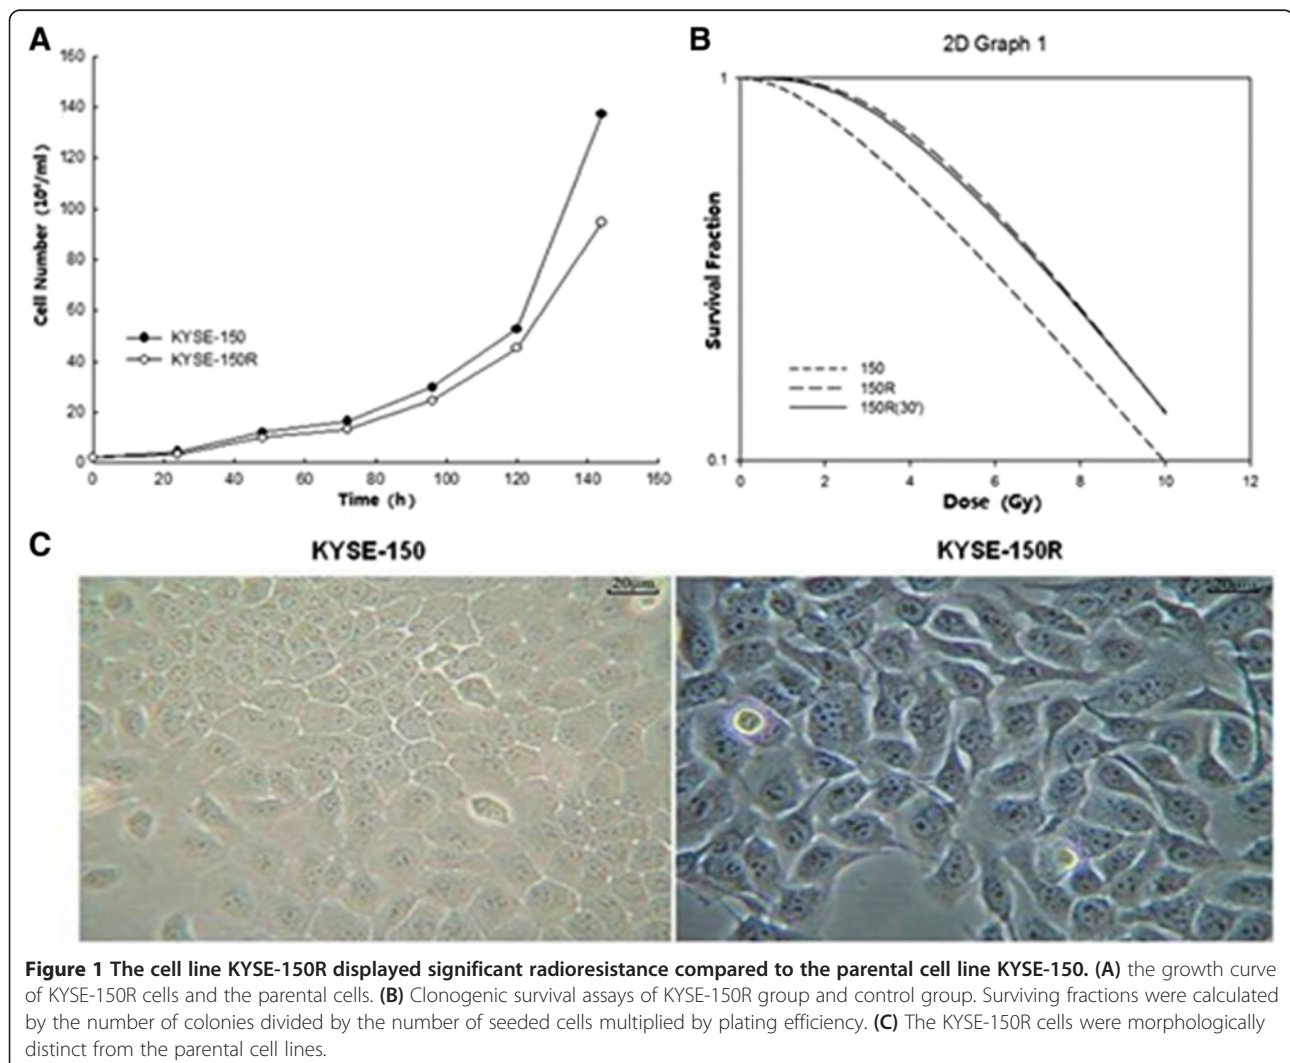 A
160
140
120
100
80
60
40
20
0
Cell Number (10⁴/ml)
KYSE-150
KYSE-150R
0 20 40 60 80 100 120 140 160
Time (h)
B
2D Graph 1
1
0.1
Survival Fraction
150
150R
150R(30')
0 2 4 6 8 10 12
Dose (Gy)
C
KYSE-150
KYSE-150R
20μm
20μm
Figure 1 The cell line KYSE-150R displayed significant radioresistance compared to the parental cell line KYSE-150. (A) the growth curve
of KYSE-150R cells and the parental cells. (B) Clonogenic survival assays of KYSE-150R group and control group. Surviving fractions were calculated
by the number of colonies divided by the number of seeded cells multiplied by plating efficiency. (C) The KYSE-150R cells were morphologically
distinct from the parental cell lines.